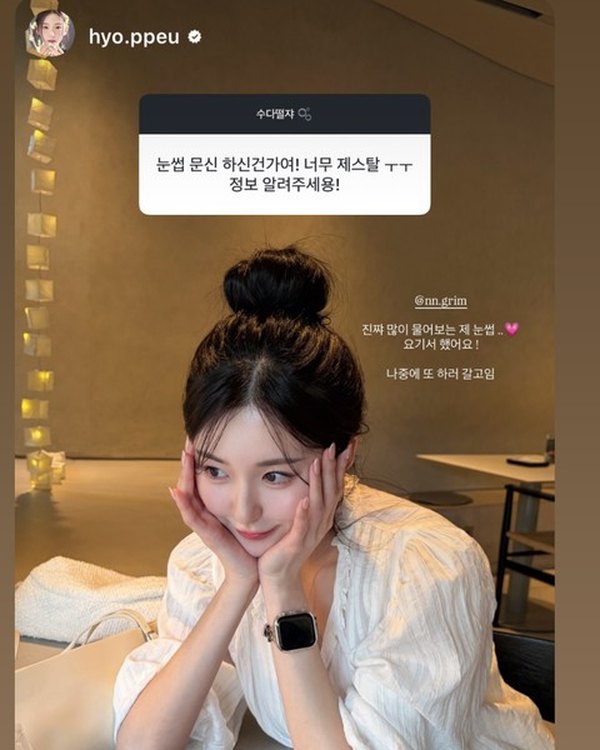 hyo.ppeu
수다떨쟈
눈썹 문신 하신건가여! 너무 제스탈 ㅜㅜ
정보 알려주세용!
@nn.grim
진짜 많이 물어보는 제 눈썹 ..💗
요기서 했어요 !
나중에 또 하러 갈고임